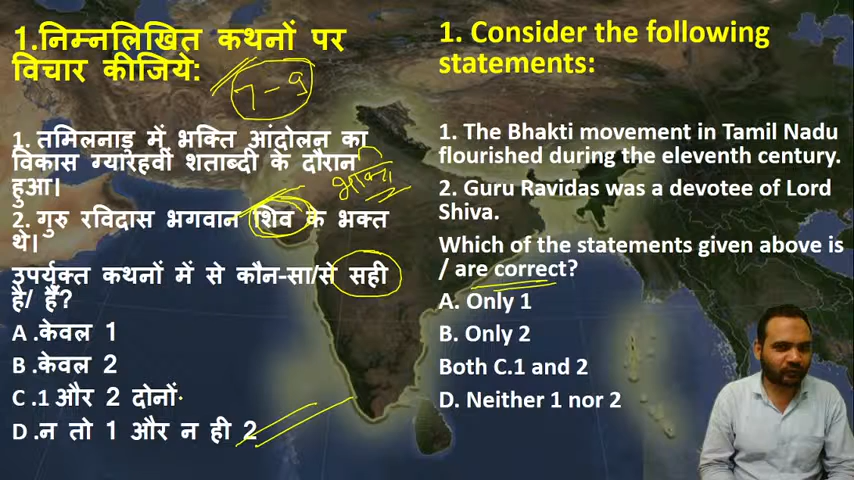 1.निम्नलिखित कथनों पर
विचार कीजिये:
7-9
1. तमिलनाडु में भक्ति आंदोलन का
विकास ग्यारहवीं शताब्दी के दौरान
हुआ।
2. गुरु रविदास भगवान शिव के भक्त
थे।
उपर्युक्त कथनों में से कौन-सा/से सही
है/ हैं?
A .केवल 1
B .केवल 2
C .1 और 2 दोनों
D .न तो 1 और न ही 2
1. Consider the following
statements:
1. The Bhakti movement in Tamil Nadu
flourished during the eleventh century.
2. Guru Ravidas was a devotee of Lord
Shiva.
Which of the statements given above is
/ are correct?
A. Only 1
B. Only 2
Both C.1 and 2
D. Neither 1 nor 2